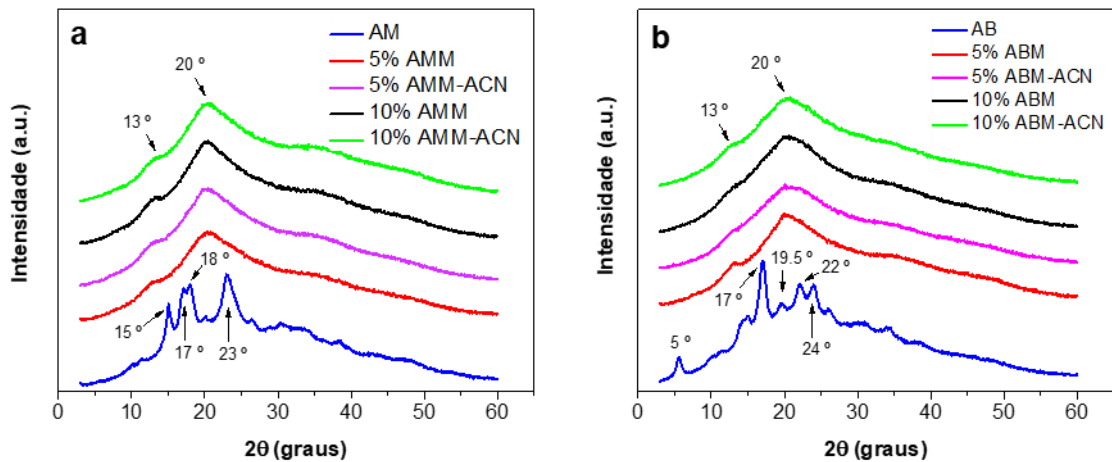 a
AM
5% AMM
5% AMM-ACN
10% AMM
10% AMM-ACN
20 º
13 º
18 º
15 º
17 º
23 º
Intensidade (a.u.)
0 10 20 30 40 50 60
2θ (graus)
b
AB
5% ABM
5% ABM-ACN
10% ABM
10% ABM-ACN
20 º
13 º
19.5 º
22 º
17 º
24 º
5 º
Intensidade (a.u.)
0 10 20 30 40 50 60
2θ (graus)